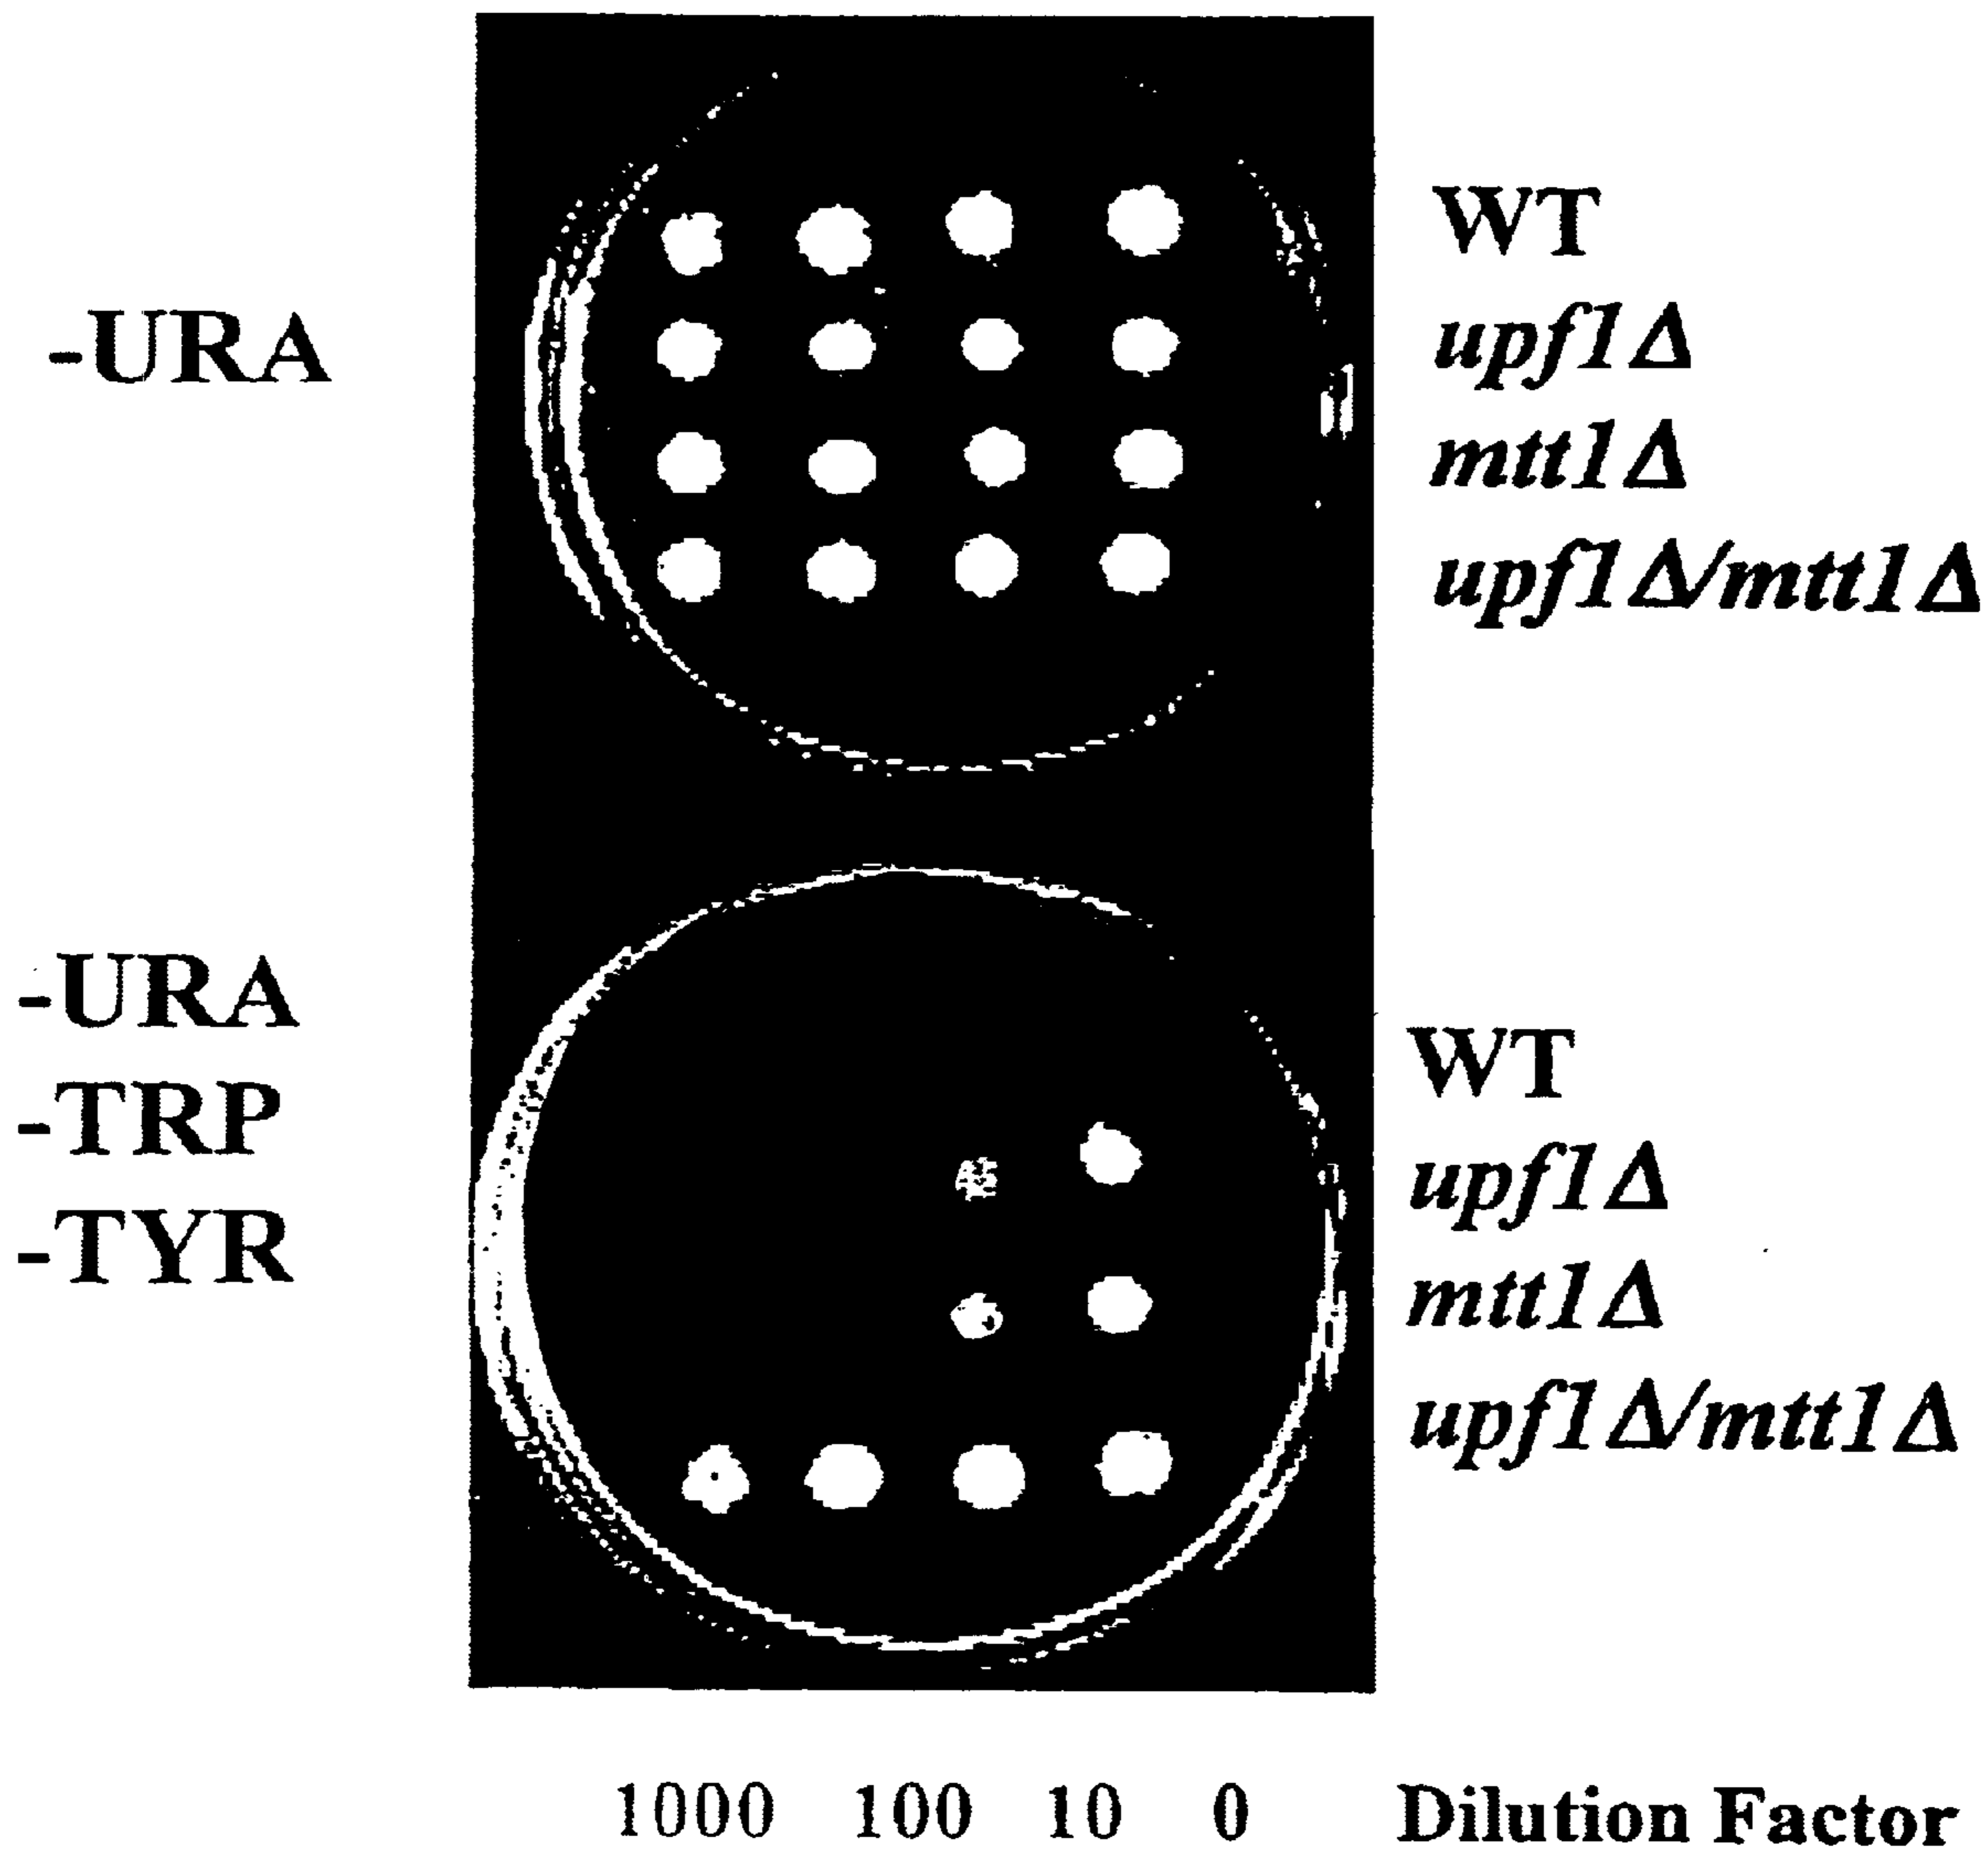 -URA
WT
upf1Δ
mtt1Δ
upf1Δ/mtt1Δ
-URA
-TRP
-TYR
WT
upf1Δ
mtt1Δ
upf1Δ/mtt1Δ
1000 100 10 0 Dilution Factor